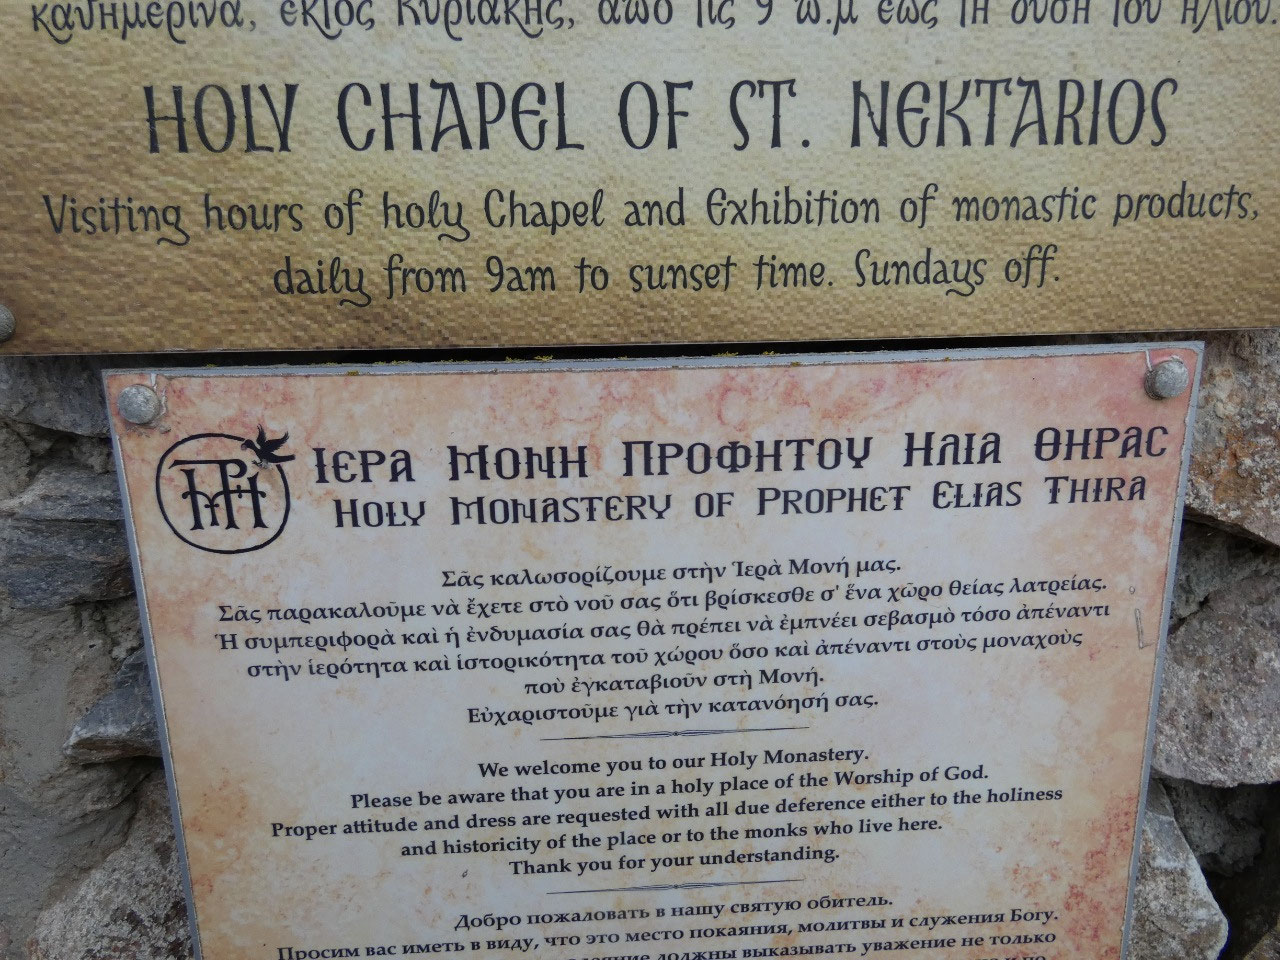 καθημερινά, εκτός Κυριακής, από τις 9 π.μ έως τη δύση του ήλιου.
HOLY CHAPEL OF ST. NEKTARIOS
Visiting hours of holy Chapel and Exhibition of monastic products,
daily from 9am to sunset time. Sundays off.
ΙΕΡΑ ΜΟΝΗ ΠΡΟΦΗΤΟΥ ΗΛΙΑ ΘΗΡΑΣ
HOLY MONASTERY OF PROPHET ELIAS THIRA
Σᾶς καλωσορίζουμε στὴν Ἱερὰ Μονή μας.
Σᾶς παρακαλοῦμε νὰ ἔχετε στὸ νοῦ σας ὅτι βρίσκεσθε σ' ἕνα χῶρο θείας λατρείας.
Ἡ συμπεριφορὰ καὶ ἡ ἐνδυμασία σας θὰ πρέπει νὰ ἐμπνέει σεβασμὸ τόσο ἀπέναντι
στὴν ἱερότητα καὶ ἱστορικότητα τοῦ χώρου ὅσο καὶ ἀπέναντι στοὺς μοναχοὺς
ποὺ ἐγκαταβιοῦν στὴ Μονή.
Εὐχαριστοῦμε γιὰ τὴν κατανόησή σας.
We welcome you to our Holy Monastery.
Please be aware that you are in a holy place of the Worship of God.
Proper attitude and dress are requested with all due deference either to the holiness
and historicity of the place or to the monks who live here.
Thank you for your understanding.
Добро пожаловать в нашу святую обитель.
Просим вас иметь в виду, что это место покаяния, молитвы и служения Богу.
должны выказывать уважение не только